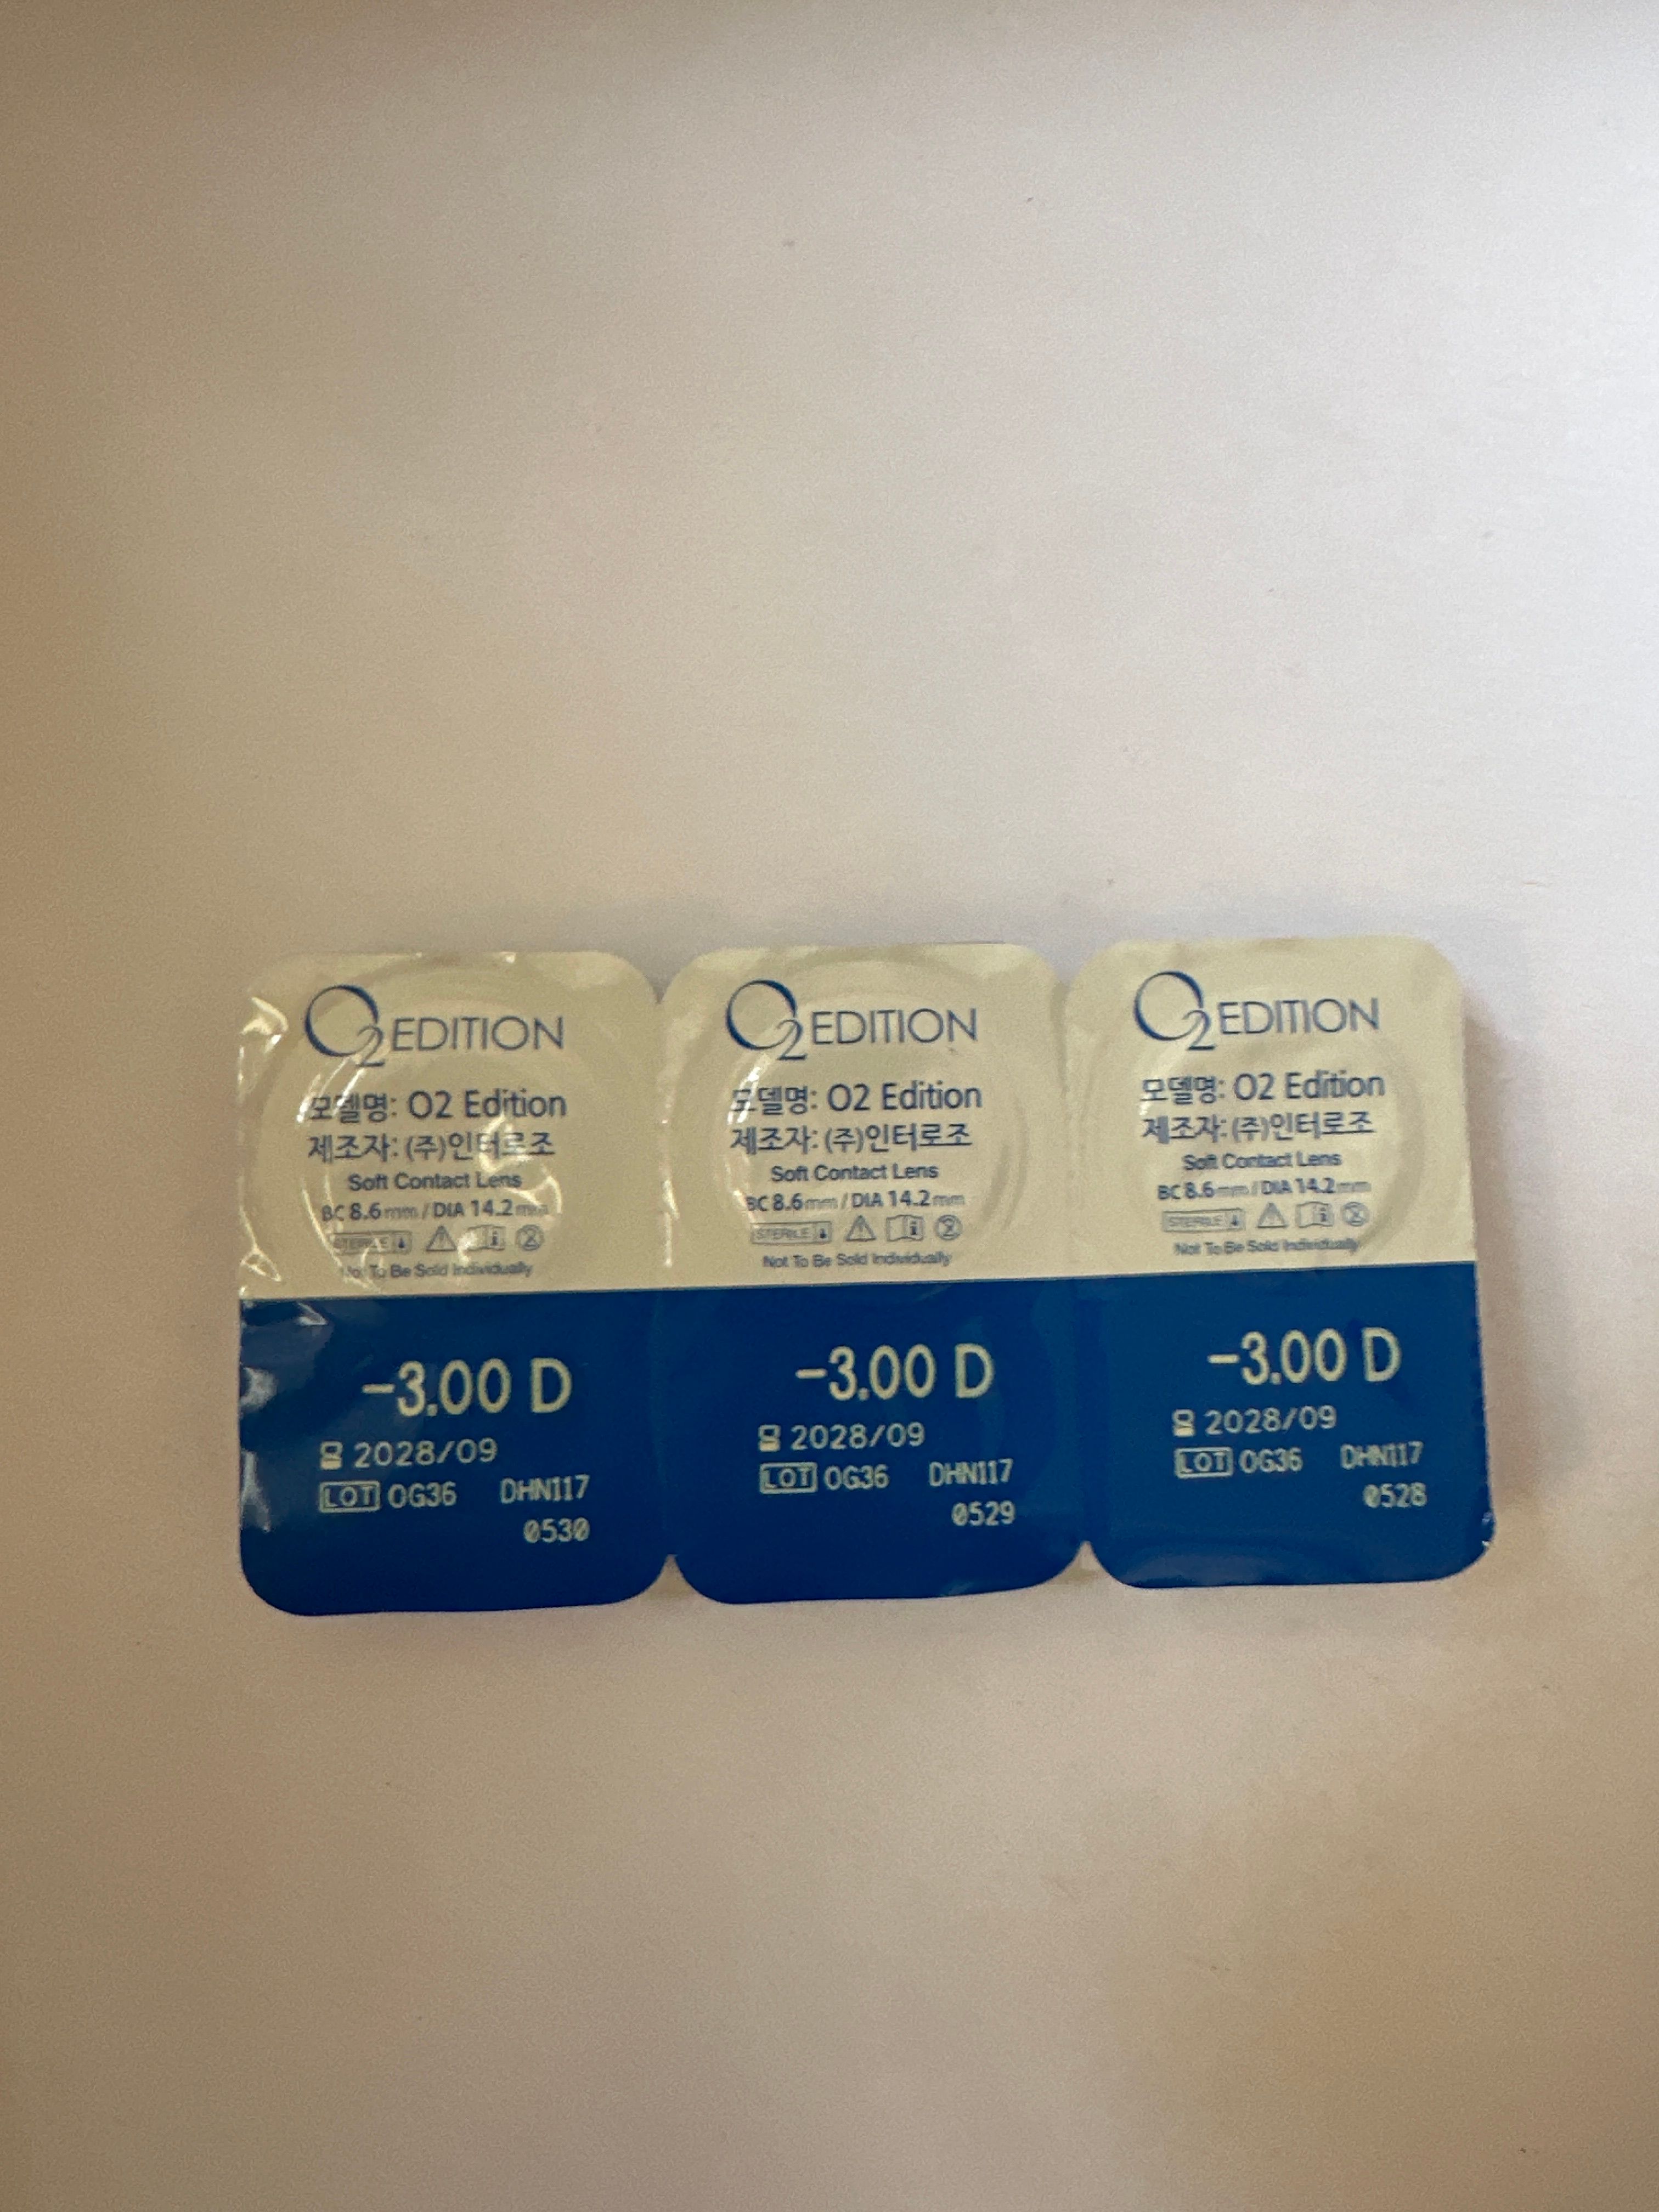 O2 EDITION
모델명: O2 Edition
제조자: (주)인터로조
Soft Contact Lens
BC 8.6mm / DIA 14.2mm
STERILE
Not To Be Sold Individually
-3.00 D
2028/09
LOT OG36 DHN117
0530
O2 EDITION
모델명: O2 Edition
제조자: (주)인터로조
Soft Contact Lens
BC 8.6mm / DIA 14.2mm
STERILE
Not To Be Sold Individually
-3.00 D
2028/09
LOT OG36 DHN117
0529
O2 EDITION
모델명: O2 Edition
제조자: (주)인터로조
Soft Contact Lens
BC 8.6mm / DIA 14.2mm
STERILE
Not To Be Sold Individually
-3.00 D
2028/09
LOT OG36 DHN117
0528